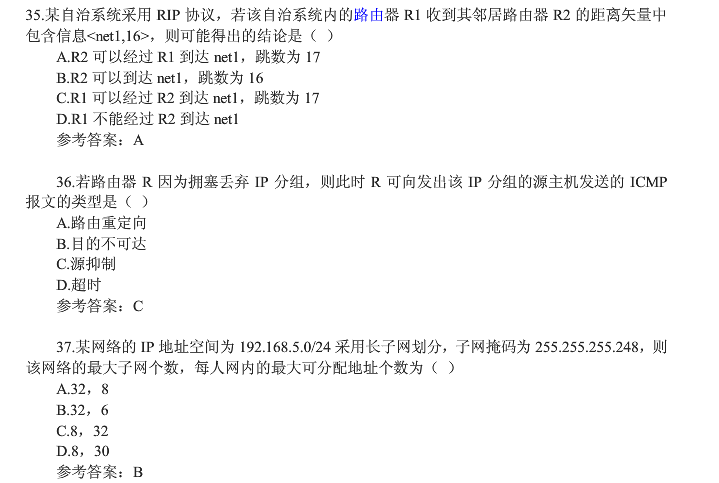 35.某自治系统采用 RIP 协议，若该自治系统内的路由器 R1 收到其邻居路由器 R2 的距离矢量中
包含信息<net1,16>，则可能得出的结论是（ ）
A.R2 可以经过 R1 到达 net1，跳数为 17
B.R2 可以到达 net1，跳数为 16
C.R1 可以经过 R2 到达 net1，跳数为 17
D.R1 不能经过 R2 到达 net1
参考答案：A
36.若路由器 R 因为拥塞丢弃 IP 分组，则此时 R 可向发出该 IP 分组的源主机发送的 ICMP
报文的类型是（ ）
A.路由重定向
B.目的不可达
C.源抑制
D.超时
参考答案：C
37.某网络的 IP 地址空间为 192.168.5.0/24 采用长子网划分，子网掩码为 255.255.255.248，则
该网络的最大子网个数，每人网内的最大可分配地址个数为（ ）
A.32，8
B.32，6
C.8，32
D.8，30
参考答案：B